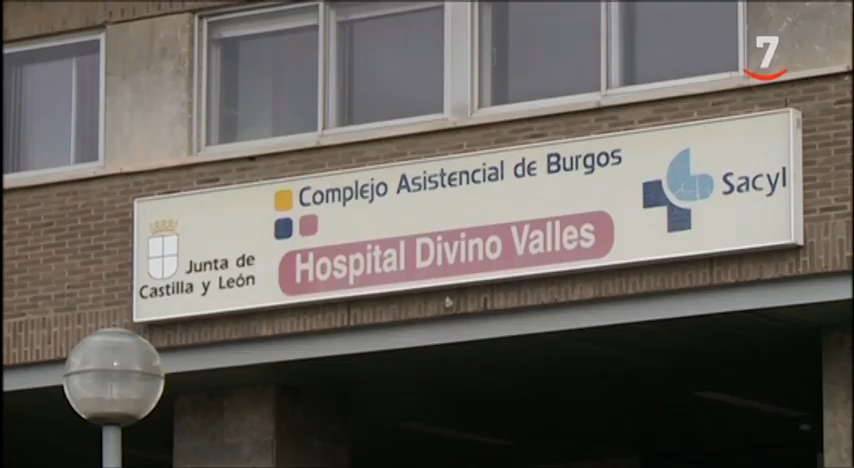 7
Complejo Asistencial de Burgos
Sacyl
Junta de
Castilla y León
Hospital Divino Valles